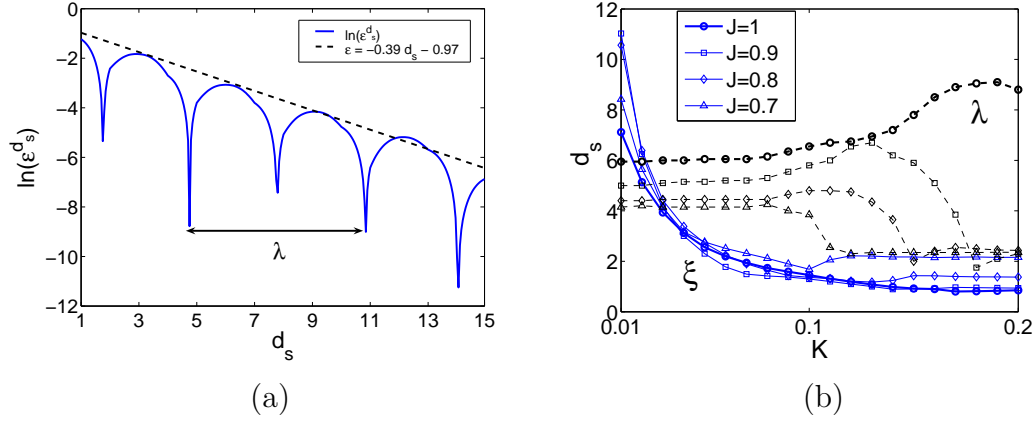 0
−2
−4
−6
−8
−10
−12
ln(ε^{d_s})
ln(ε^{d_s})
ε = −0.39 d_s − 0.97
λ
1 3 5 7 9 11 13 15
d_s
(a)
12
10
8
6
4
2
0
d_s
J=1
J=0.9
J=0.8
J=0.7
λ
ξ
0.01 0.1 0.2
K
(b)